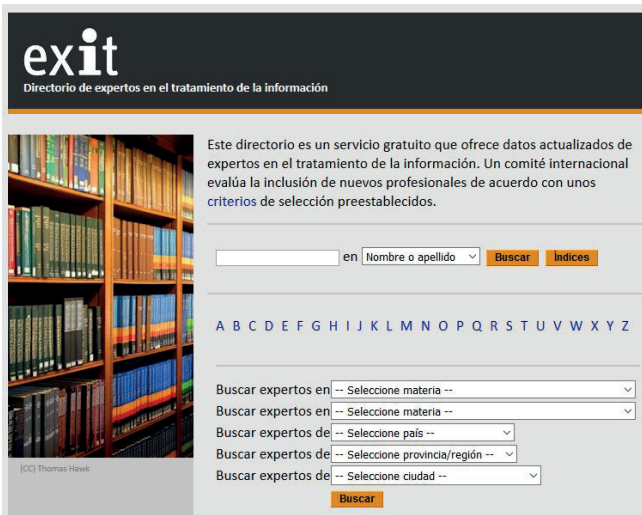 exit
Directorio de expertos en el tratamiento de la información
Este directorio es un servicio gratuito que ofrece datos actualizados de
expertos en el tratamiento de la información. Un comité internacional
evalúa la inclusión de nuevos profesionales de acuerdo con unos
criterios de selección preestablecidos.
en Nombre o apellido Buscar Índices
A B C D E F G H I J K L M N O P Q R S T U V W X Y Z
Buscar expertos en -- Seleccione materia --
Buscar expertos en -- Seleccione materia --
Buscar expertos de -- Seleccione país --
Buscar expertos de -- Seleccione provincia/región --
Buscar expertos de -- Seleccione ciudad --
Buscar
(CC) Thomas Hawk